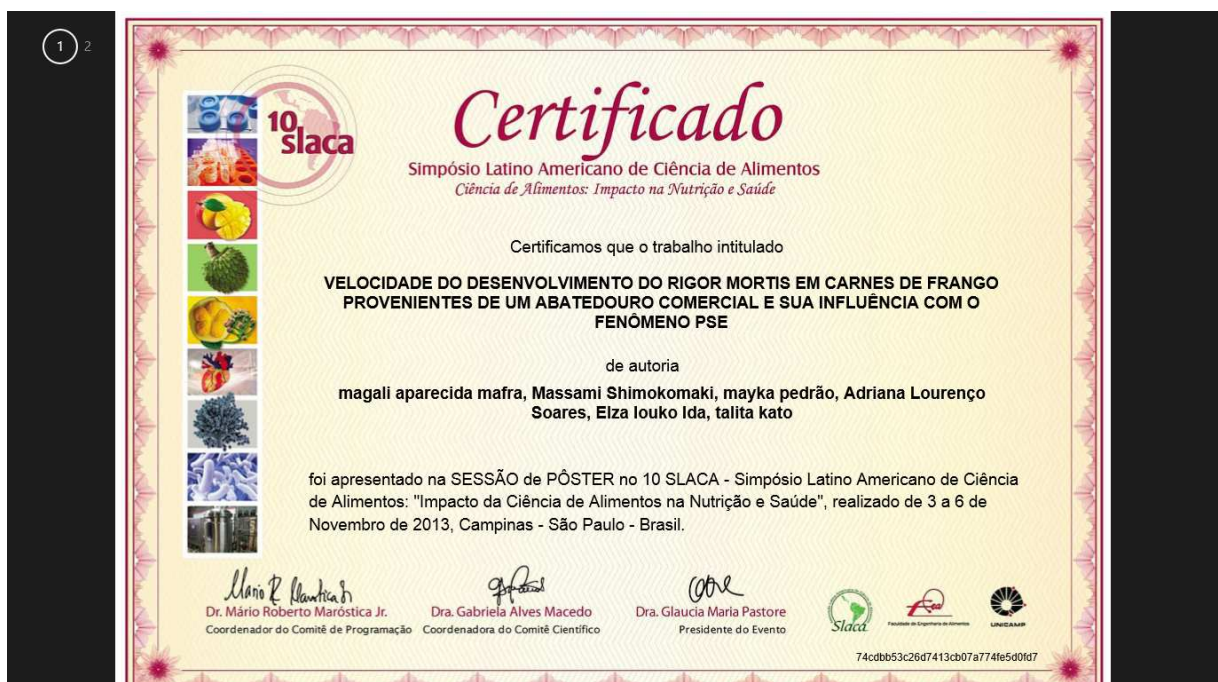 1 2
10
slaca
Certificado
Simpósio Latino Americano de Ciência de Alimentos
Ciência de Alimentos: Impacto na Nutrição e Saúde
Certificamos que o trabalho intitulado
VELOCIDADE DO DESENVOLVIMENTO DO RIGOR MORTIS EM CARNES DE FRANGO
PROVENIENTES DE UM ABATEDOURO COMERCIAL E SUA INFLUÊNCIA COM O
FENÔMENO PSE
de autoria
magali aparecida mafra, Massami Shimokomaki, mayka pedrão, Adriana Lourenço
Soares, Elza Iouko Ida, talita kato
foi apresentado na SESSÃO de PÔSTER no 10 SLACA - Simpósio Latino Americano de Ciência
de Alimentos: "Impacto da Ciência de Alimentos na Nutrição e Saúde", realizado de 3 a 6 de
Novembro de 2013, Campinas - São Paulo - Brasil.
Dr. Mário Roberto Maróstica Jr.
Coordenador do Comitê de Programação
Dra. Gabriela Alves Macedo
Coordenadora do Comitê Científico
Dra. Glaucia Maria Pastore
Presidente do Evento
Slaca
Faculdade de Engenharia de Alimentos
UNICAMP
74cdbb53c26d7413cb07a774fe5d0fd7